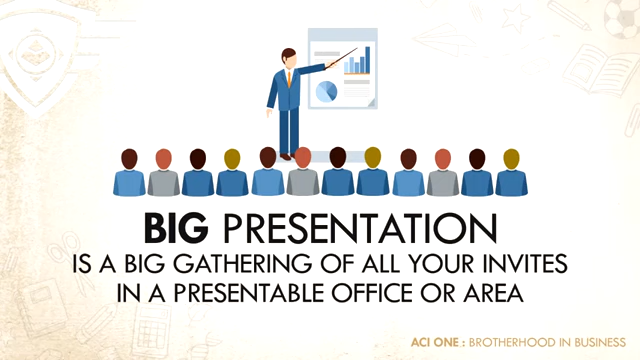 BIG PRESENTATION
IS A BIG GATHERING OF ALL YOUR INVITES
IN A PRESENTABLE OFFICE OR AREA
ACI ONE : BROTHERHOOD IN BUSINESS